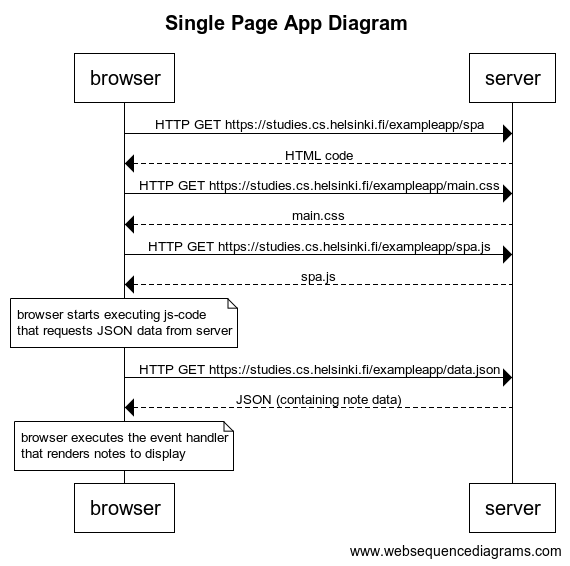 Single Page App Diagram
browser
server
HTTP GET https://studies.cs.helsinki.fi/exampleapp/spa
HTML code
HTTP GET https://studies.cs.helsinki.fi/exampleapp/main.css
main.css
HTTP GET https://studies.cs.helsinki.fi/exampleapp/spa.js
spa.js
browser starts executing js-code
that requests JSON data from server
HTTP GET https://studies.cs.helsinki.fi/exampleapp/data.json
JSON (containing note data)
browser executes the event handler
that renders notes to display
browser
server
www.websequencediagrams.com